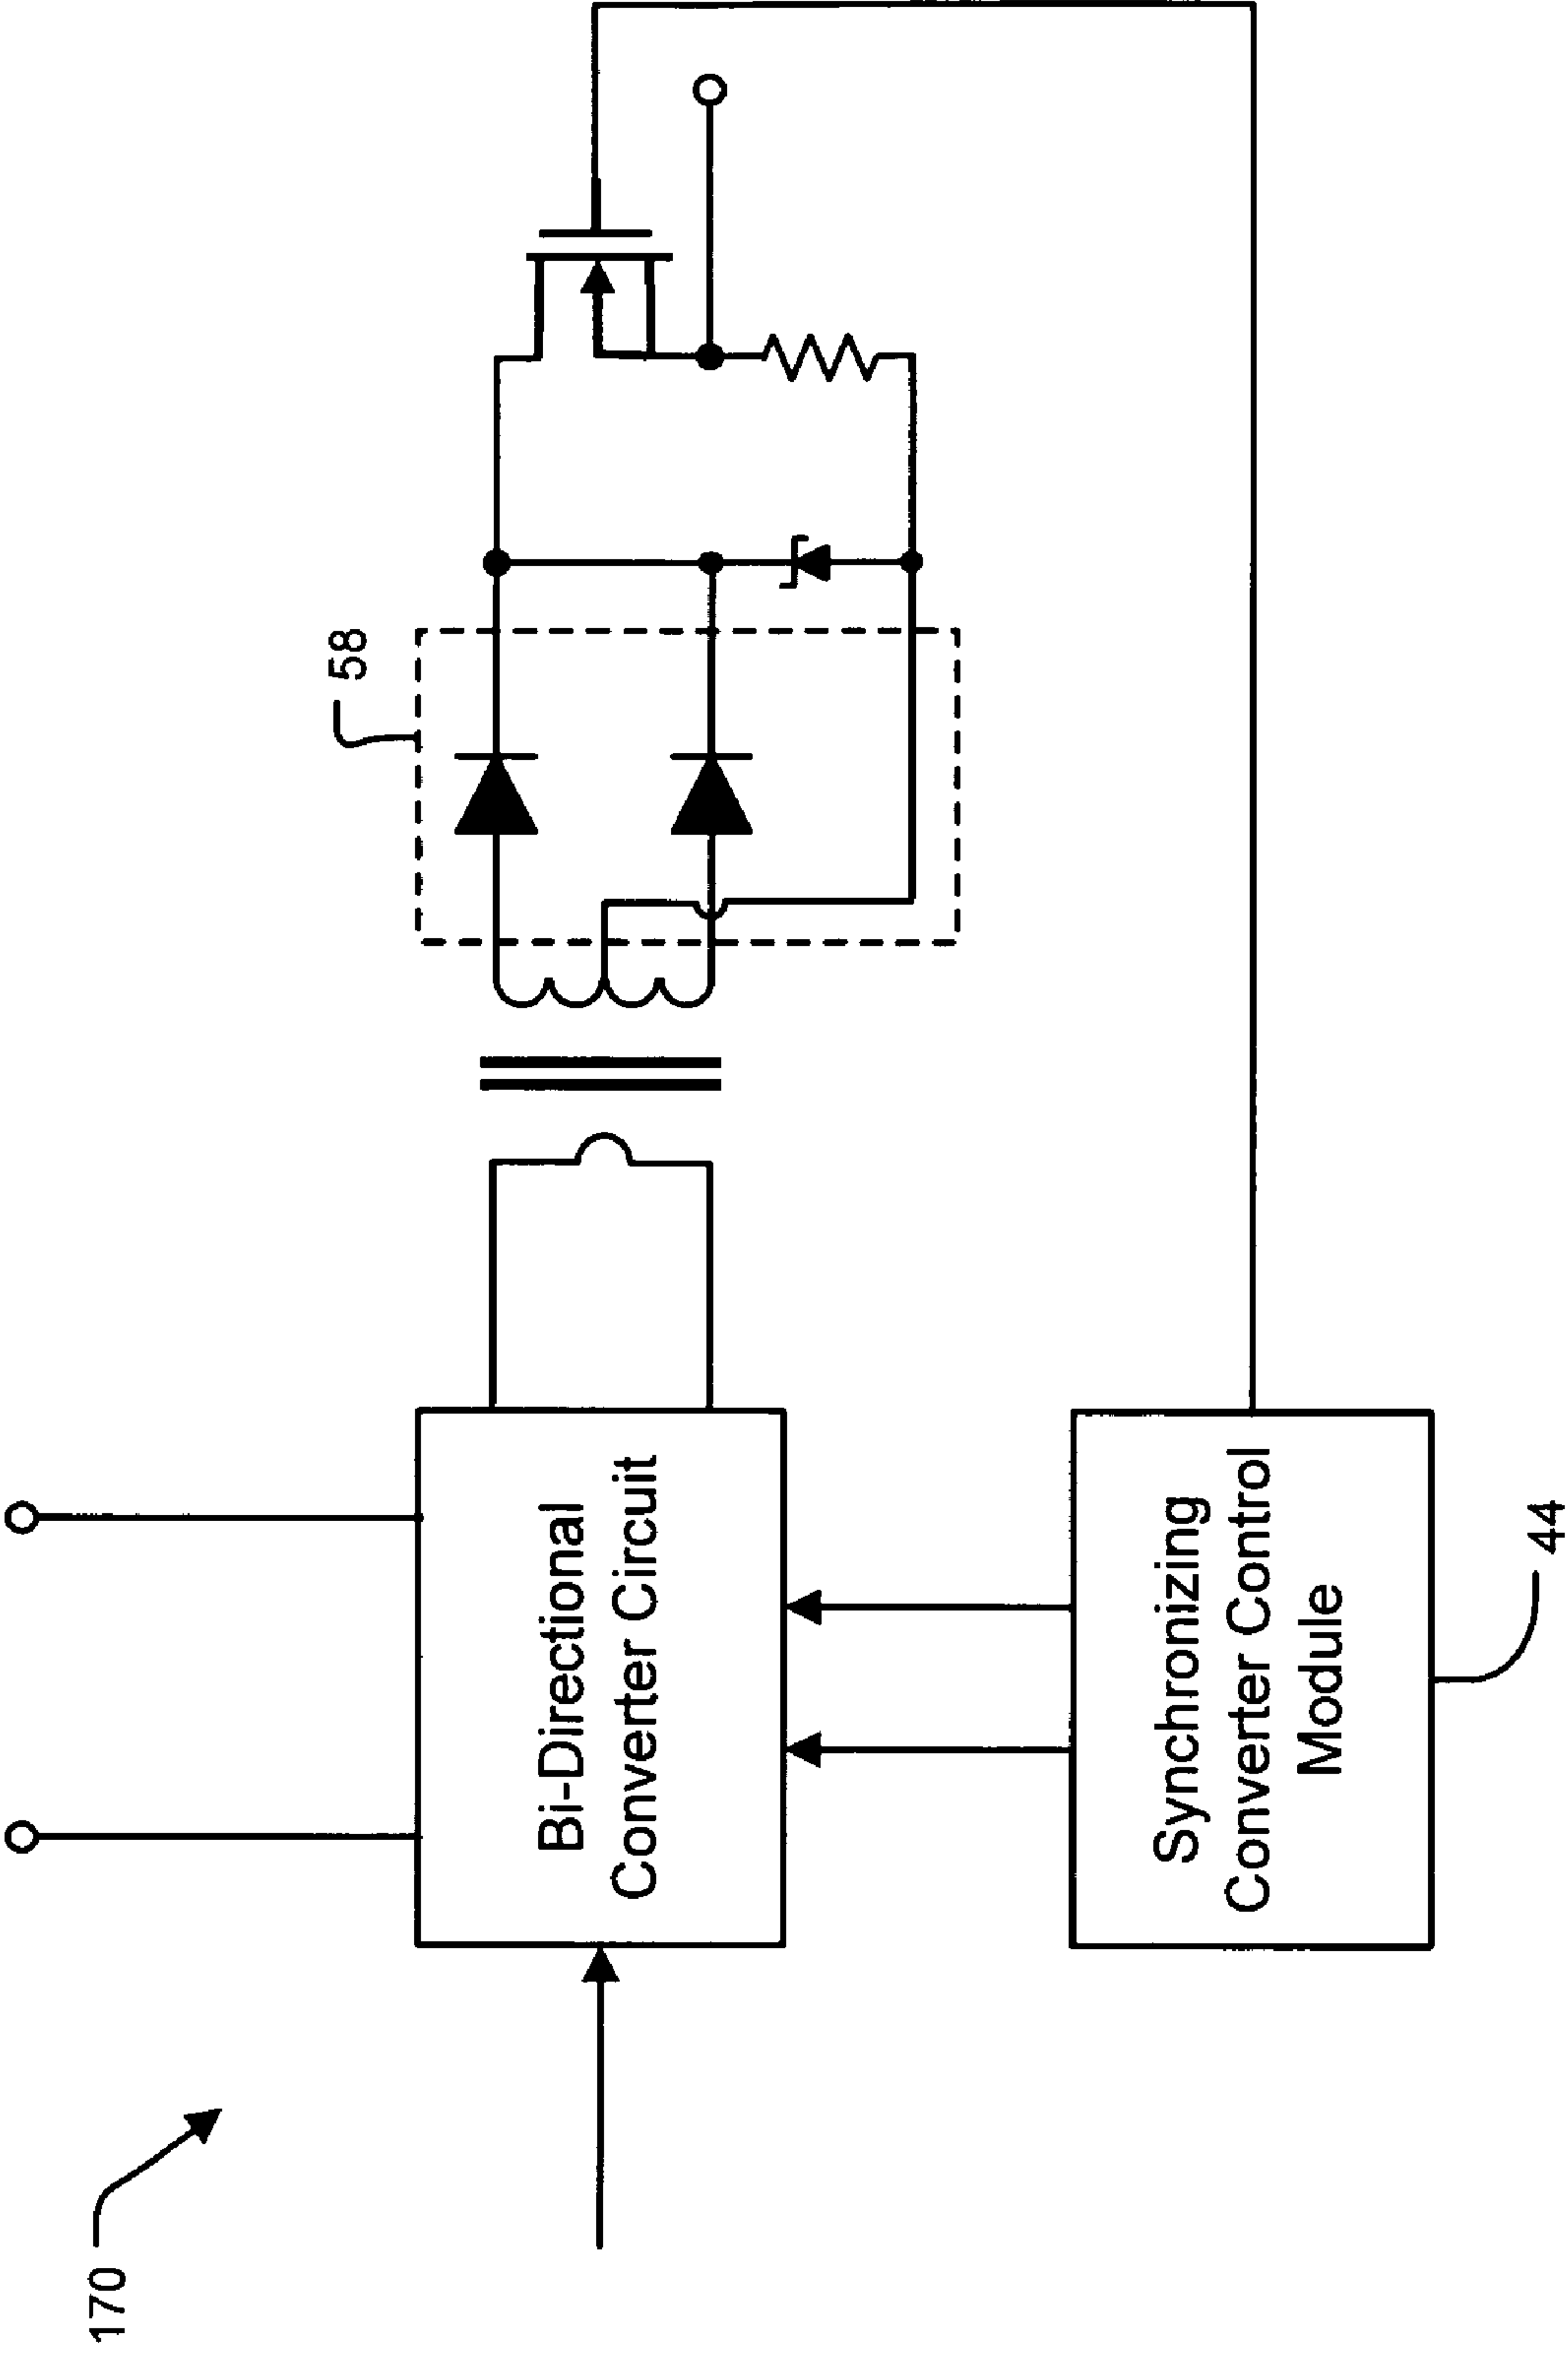 170
58
Bi-Directional
Converter Circuit
Synchronizing
Converter Control
Module
44